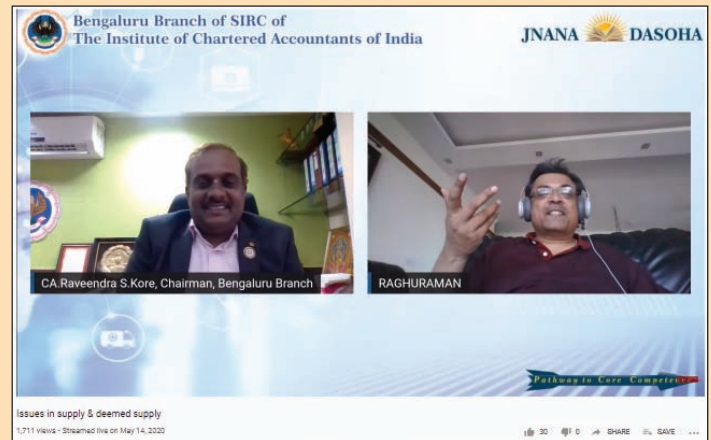 Bengaluru Branch of SIRC of
The Institute of Chartered Accountants of India
JNANA DASOHA
CA.Raveendra S.Kore, Chairman, Bengaluru Branch
RAGHURAMAN
Pathway to Core Competence
Issues in supply & deemed supply
1,711 views - Streamed live on May 14, 2020
30 0 SHARE SAVE ...